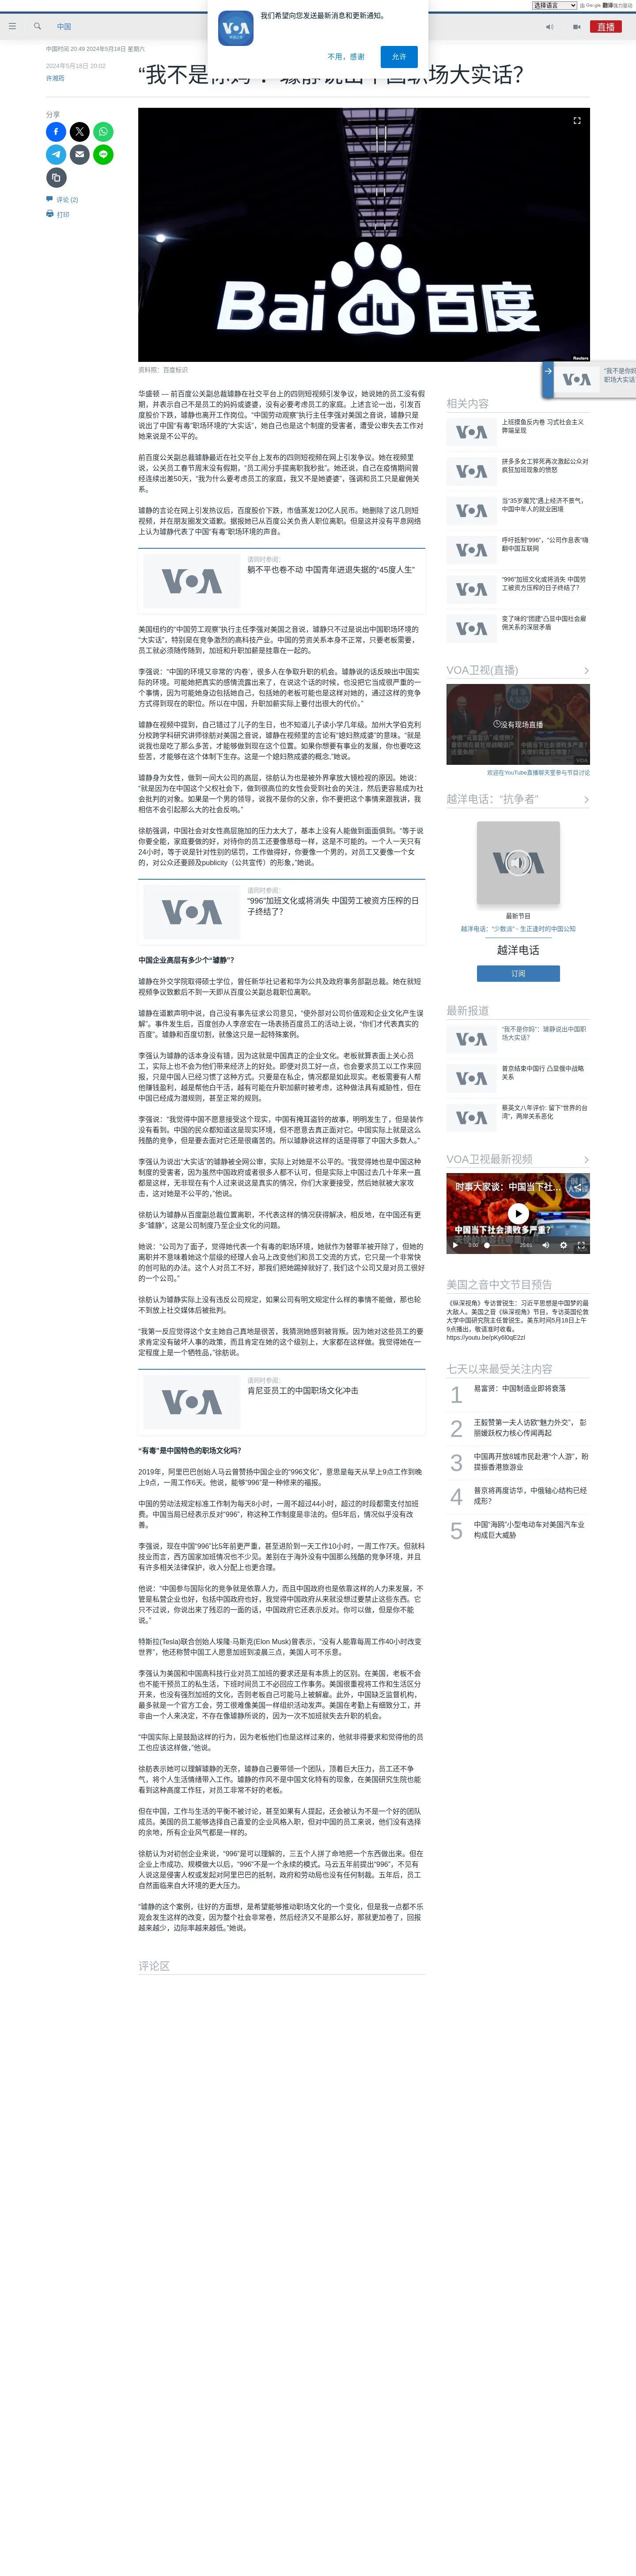 选择语言
由 Google 翻译强力驱动
VOA
我们希望向您发送最新消息和更新通知。
不用，感谢
允许
中国
直播
中国时间 20:49 2024年5月18日 星期六
2024年5月18日 20:02
许湘筠
分享
评论 (2)
打印
Bai du 百度
Reuters
资料照：百度标识
华盛顿 — 前百度公关副总裁璩静在社交平台上的四则短视频引发争议，她说她的员工没有假
期，并表示自己不是员工的妈妈或婆婆，没有必要考虑员工的家庭。上述言论一出，引发百
度股价下跌，璩静也离开工作岗位。“中国劳动观察”执行主任李强对美国之音说，璩静只是
说出了中国“有毒”职场环境的“大实话”，她自己也是这个制度的受害者，遭受公审失去工作对
她来说是不公平的。
前百度公关副总裁璩静最近在社交平台上发布的四则短视频在网上引发争议。她在视频里
说，公关员工春节周末没有假期，“员工闹分手提离职我秒批”。她还说，自己在疫情期间曾
经连续出差50天，“我为什么要考虑员工的家庭，我又不是她婆婆”，强调和员工只是雇佣关
系。
璩静的言论在网上引发热议后，百度股价下跌，市值蒸发120亿人民币。她删除了这几则短
视频，并在朋友圈发文道歉。据报她已从百度公关负责人职位离职。但是这并没有平息网络
上认为璩静代表了中国“有毒”职场环境的声音。
请同时参阅：
躺不平也卷不动 中国青年进退失据的“45度人生”
美国纽约的“中国劳工观察”执行主任李强对美国之音说，璩静只不过是说出中国职场环境的
“大实话”，特别是在竞争激烈的高科技产业。中国的劳资关系本身不正常，只要老板需要，
员工就必须随传随到，加班和升职加薪是挂靠在一起的。
李强说：“中国的环境又非常的‘内卷’，很多人在争取升职的机会。璩静说的话反映出中国实
际的环境。可能她把真实的感情流露出来了，在说这个话的时候，也没把它当成很严重的一
个事情，因为可能她身边包括她自己，包括她的老板可能也是这样对她的，通过这样的竞争
方式得到现在的职位。所以在中国，升职加薪实际上要付出很大的代价。”
璩静在视频中提到，自己错过了儿子的生日，也不知道儿子读小学几年级。加州大学伯克利
分校跨学科研究讲师徐舫对美国之音说，璩静在视频里的言论有“媳妇熬成婆”的意味。“就是
说我也是吃了那么多苦，才能够做到现在这个位置。如果你想要有事业的发展，你也要吃这
些苦，才能够在这个体制下生存。这是一个媳妇熬成婆的概念，”她说。
璩静身为女性，做到一间大公司的高层，徐舫认为也是被外界拿放大镜检视的原因。她说：
“就是因为在中国这个父权社会下，做到很高位的女性会受到社会的关注，然后更容易成为社
会批判的对象。如果是一个男的领导，说我不是你的父亲，你不要把这个事情来跟我讲，我
相信不会引起那么大的社会反响。”
徐舫强调，中国社会对女性高层施加的压力太大了，基本上没有人能做到面面俱到。“等于说
你要全能，家庭要做的好，对待你的员工还要像慈母一样，这是不可能的。一个人一天只有
24小时，等于说是针对性别的惩罚，工作做得好，你要像一个男的，对员工又要像一个女
的，对公众还要顾及publicity（公共宣传）的形象，”她说。
请同时参阅：
“996”加班文化或将消失 中国劳工被资方压榨的日
子终结了？
中国企业高层有多少个“璩静”？
璩静在外交学院取得硕士学位，曾任新华社记者和华为公共及政府事务部副总裁。她在就短
视频争议致歉后不到一天即从百度公关副总裁职位离职。
璩静在道歉声明中说，自己没有事先征求公司意见，“使外部对公司价值观和企业文化产生误
解”。事件发生后，百度创办人李彦宏在一场表扬百度员工的活动上说，“你们才代表真实的
百度”。璩静和百度切割，就像这只是一起特殊案例。
李强认为璩静的话本身没有错，因为这就是中国真正的企业文化。老板就算表面上关心员
工，实际上也不会为他们带来经济上的好处。即便对员工好一点，也会要求员工以工作来回
报，只是中国人已经习惯了这种方式。只要是在私企，情况都是如此现实。老板需要有人帮
他赚钱盈利，越是帮他白干活，越有可能在升职加薪时被考虑，这种做法具有威胁性，但在
中国已经成为潜规则，甚至正常的规则。
李强说：“我觉得中国不愿意接受这个现实，中国有掩耳盗铃的故事，明明发生了，但是装作
没有看到。中国的民众都知道这是现实环境，但不愿意去真正面对它。中国实际上就是这么
残酷的竞争，但是要去面对它还是很痛苦的。所以璩静说这样的话是得罪了中国大多数人。”
李强认为说出“大实话”的璩静被全网公审，实际上对她是不公平的。“我觉得她也是中国这种
制度的受害者，因为虽然中国政府或者很多人都不认可，但是实际上中国过去几十年来一直
都是这样，无非现在有个人过来说这是真实的情况，你们大家要接受，然后她就被大家攻
击，这对她是不公平的，”他说。
徐舫认为璩静从百度副总裁位置离职，不代表这样的情况获得解决，相反地，在中国还有更
多“璩静”，这是公司制度乃至企业文化的问题。
她说：“公司为了面子，觉得她代表一个有毒的职场环境，她就作为替罪羊被开除了，但她的
离职并不意味着她这个层级的经理人会马上改变他们和员工交流的方式，它只是一个非常快
的创可贴的办法。这个人对员工不好，那我们把她踢掉就好了, 我们这个公司又是对员工很好
的一个公司。”
徐舫认为璩静实际上没有违反公司规定，如果公司有明文规定什么样的事情不能做，那也轮
不到放上社交媒体后被批判。
“我第一反应觉得这个女主她自己真地是很苦，我猜测她感到被背叛。因为她对这些员工的要
求肯定没有破坏人事的政策，而且我肯定在她的这个级别上，大家都在这样做。我觉得她在一
定程度上是一个牺牲品，”徐舫说。
请同时参阅：
肯尼亚员工的中国职场文化冲击
“有毒”是中国特色的职场文化吗？
2019年，阿里巴巴创始人马云曾赞扬中国企业的“996文化”，意思是每天从早上9点工作到晚
上9点，一周工作6天。他说，能够“996”是一种修来的福报。
中国的劳动法规定标准工作制为每天8小时，一周不超过44小时，超过的时段都需支付加班
费。中国当局已经表示反对“996”，称这种工作制度是非法的。但5年后，情况似乎没有改
善。
李强说，现在中国“996”比5年前更严重，甚至进阶到一天工作10小时，一周工作7天。但就科
技业而言，西方国家加班情况也不少见。差别在于海外没有中国那么残酷的竞争环境，并且
有许多相关法律保护，收入分配上也更合理。
他说：“中国参与国际化的竞争就是依靠人力，而且中国政府也是依靠这样的人力来发展，不
管是私营企业也好，包括中国政府也好，我觉得中国政府从来就没想过要禁止这些东西。它
只不过说，你说出来了残忍的一面的话，中国政府它还表示反对。你可以做，但是你不能
说。”
特斯拉(Tesla)联合创始人埃隆·马斯克(Elon Musk)曾表示，“没有人能靠每周工作40小时改变
世界”，他还称赞中国工人愿意加班到凌晨三点，美国人可不乐意。
李强认为美国和中国高科技行业对员工加班的要求还是有本质上的区别。在美国，老板不会
也不能干预员工的私生活，下班时间员工不必回应工作事务。美国很重视将工作和生活区分
开来，也没有强烈加班的文化，否则老板自己可能马上被解雇。此外，中国缺乏监督机构，
最多就是一个官方工会，劳工很难像美国一样组织活动发声。美国在考勤上有细致分工，并
非由一个人来决定，不存在像璩静所说的，因为一次不加班就失去升职的机会。
“中国实际上是鼓励这样的行为，因为老板他们也是这样过来的，他就非得要求和觉得他的员
工也应该这样做，”他说。
徐舫表示她可以理解璩静的无奈，璩静自己要带领一个团队，顶着巨大压力，员工还不争
气，将个人生活情绪带入工作。璩静的作风不是中国文化特有的现象，在美国研究生院也能
看到这种高度工作狂，对员工非常不好的老板。
但在中国，工作与生活的平衡不被讨论，甚至如果有人提起，还会被认为不是一个好的团队
成员。美国的员工能够选择自己喜爱的企业风格入职，但对中国的员工来说，他们没有选择
的余地，所有企业风气都是一样的。
徐舫认为对初创企业来说，“996”是可以理解的，三五个人拼了命地把一个东西做出来。但在
企业上市成功、规模做大以后，“996”不是一个永续的模式。马云五年前提出“996”，不见有
人说这是侵害人权或发起对阿里巴巴的抵制，政府和劳动局也没有任何制裁。五年后，员工
自然面临来自大环境的更大压力。
“璩静的这个案例，往好的方面想，是希望能够推动职场文化的一个变化，但是我一点都不乐
观会发生这样的改变，因为整个社会非常卷，然后经济又不是那么好，那就更加卷了，回报
越来越少，边际率越来越低，”她说。
评论区
相关内容
上班摸鱼反内卷 习式社会主义
弊端呈现
拼多多女工猝死再次激起公众对
疯狂加班现象的愤怒
当“35岁魔咒”遇上经济不景气，
中国中年人的就业困境
呼吁抵制“996”，“公司作息表”嗨
翻中国互联网
“996”加班文化或将消失 中国劳
工被资方压榨的日子终结了？
变了味的“团建”凸显中国社会雇
佣关系的深层矛盾
VOA卫视(直播)
没有现场直播
欢迎在YouTube直播聊天室参与节目讨论
越洋电话：“抗争者”
最新节目
越洋电话：“少数派” - 生正逢时的中国公知
越洋电话
订阅
最新报道
“我不是你妈”：璩静说出中国职
场大实话？
普京结束中国行 凸显俄中战略
关系
蔡英文八年评价: 留下“世界的台
湾”，两岸关系恶化
VOA卫视最新视频
时事大家谈：中国当下社…
中国当下社会溃败多严重？
0:00
25:01
美国之音中文节目预告
《纵深视角》专访曾锐生：习近平思想是中国梦的最
大敌人。美国之音《纵深视角》节目，专访英国伦敦
大学中国研究院主任曾锐生。美东时间5月18日上午
9点播出，敬请准时收看。
https://youtu.be/pKy6l0qE2zI
七天以来最受关注内容
1 易富贤：中国制造业即将衰落
2 王毅赞第一夫人访欧“魅力外交”， 彭
丽媛跃权力核心传闻再起
3 中国再开放8城市民赴港“个人游”，盼
提振香港旅游业
4 普京将再度访华，中俄轴心结构已经
成形？
5 中国“海鸥”小型电动车对美国汽车业
构成巨大威胁